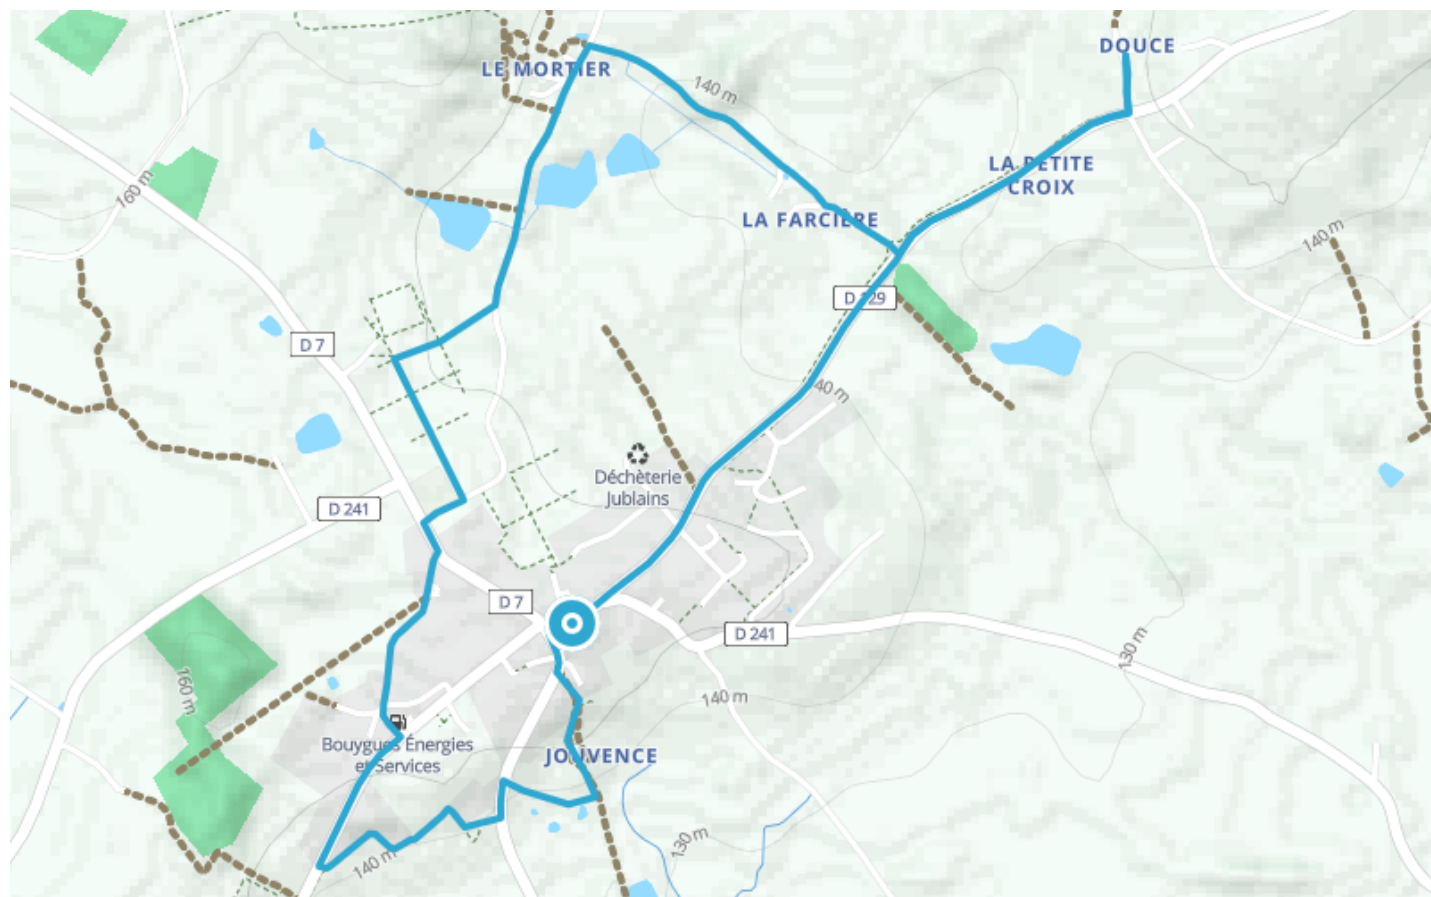 DOUCE
LE MORTIER
140 m
LA PETITE
CROIX
160 m
LA FARCIÈRE
140 m
D 7
40 m
Déchèterie
Jublains
D 241
D 7
D 241
130 m
160 m
140 m
Bouygues Énergies
et Services
JOUVENCE
130 m
140 m